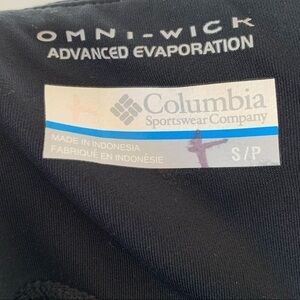 OMNI-WICK
ADVANCED EVAPORATION
Columbia
Sportswear Company
MADE IN INDONESIA
FABRIQUÉ EN INDONÉSIE
S/P